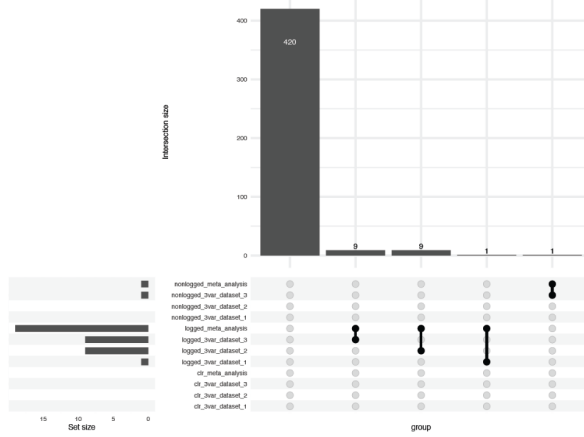 400
300
200
100
0
Intersection size
420
9
9
1
1
nonlogged_meta_analysis
nonlogged_3var_dataset_3
nonlogged_3var_dataset_2
nonlogged_3var_dataset_1
logged_meta_analysis
logged_3var_dataset_3
logged_3var_dataset_2
logged_3var_dataset_1
clr_meta_analysis
clr_3var_dataset_3
clr_3var_dataset_2
clr_3var_dataset_1
15 10 5 0
Set size
group